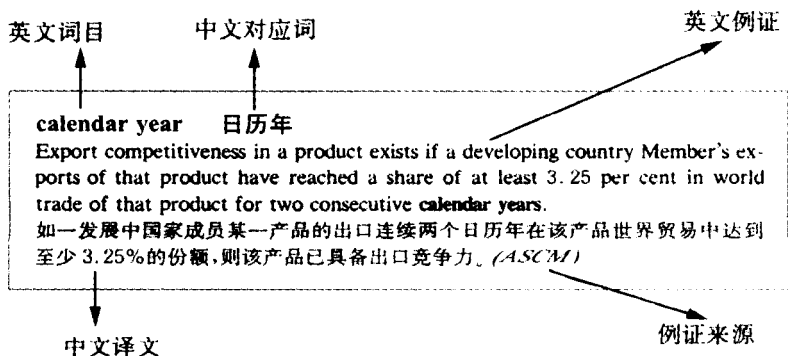 英文词目 中文对应词 英文例证
calendar year 日历年
Export competitiveness in a product exists if a developing country Member's ex-
ports of that product have reached a share of at least 3.25 per cent in world
trade of that product for two consecutive calendar years.
如一发展中国家成员某一产品的出口连续两个日历年在该产品世界贸易中达到
至少 3.25%的份额,则该产品已具备出口竞争力。(ASCM)
中文译文 例证来源